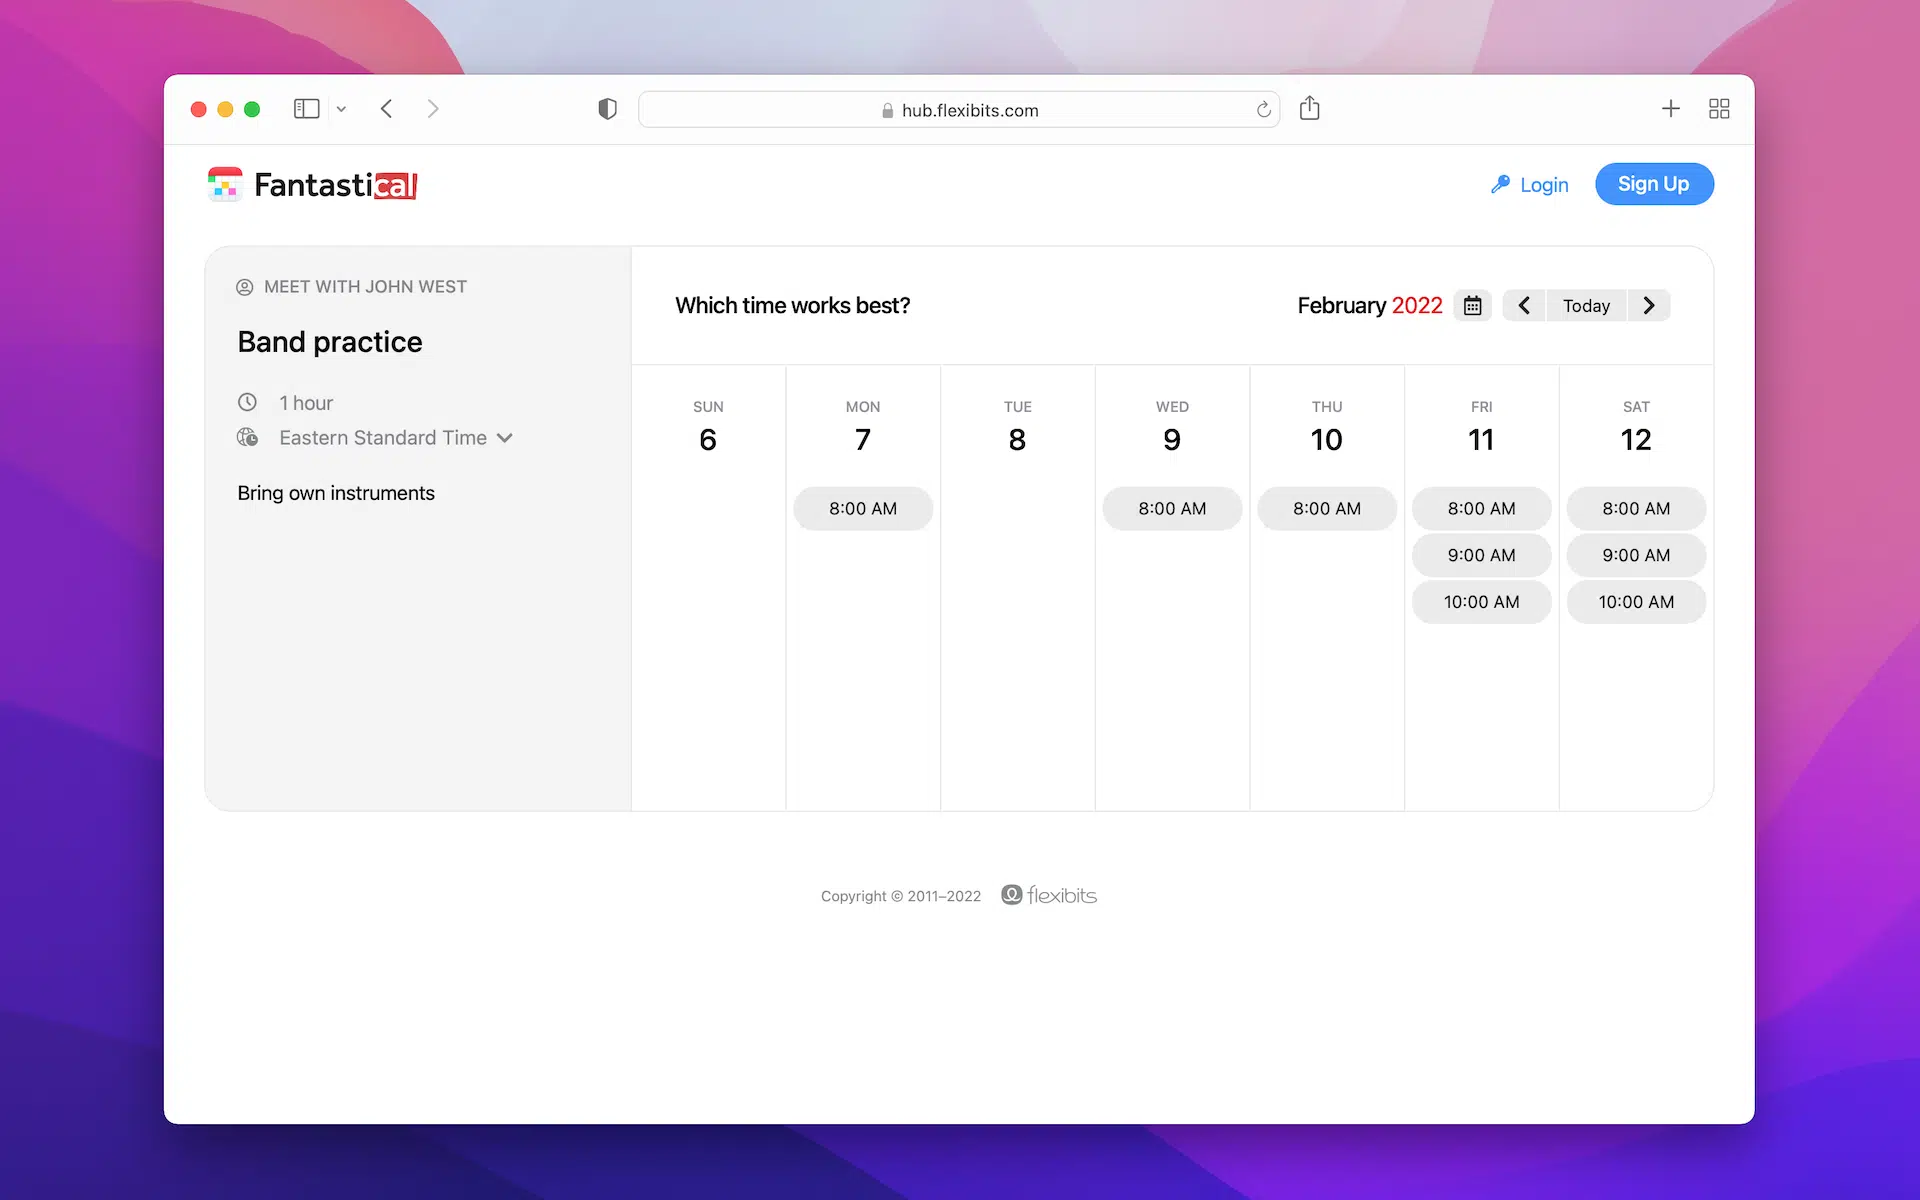 hub.flexibits.com
Fantastical
Login
Sign Up
MEET WITH JOHN WEST
Band practice
1 hour
Eastern Standard Time
Bring own instruments
Which time works best?
February 2022
Today
SUN MON TUE WED THU FRI SAT
6 7 8 9 10 11 12
8:00 AM 8:00 AM 8:00 AM 8:00 AM 8:00 AM
9:00 AM 9:00 AM
10:00 AM 10:00 AM
Copyright © 2011–2022 flexibits